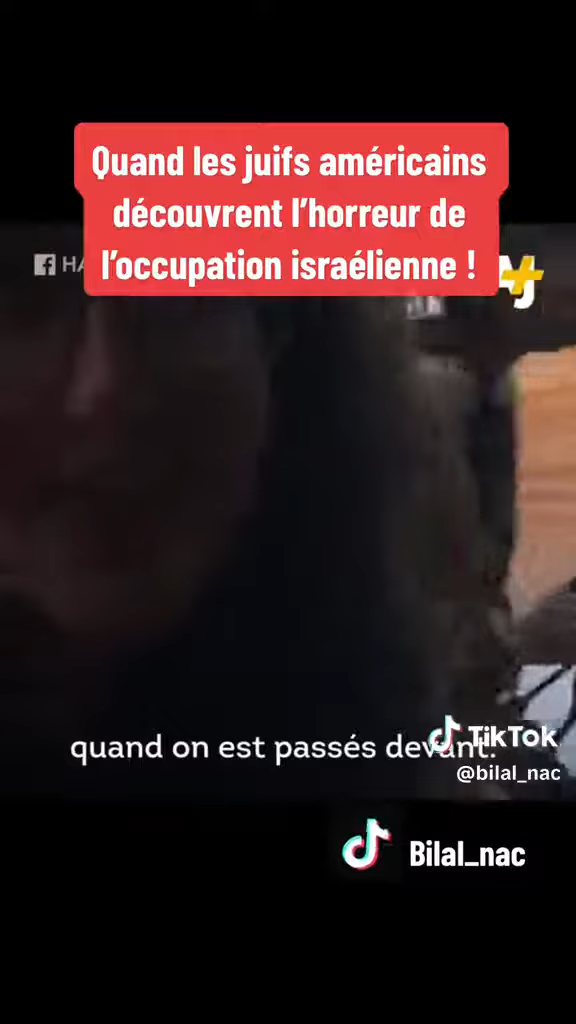 Quand les juifs américains
découvrent l'horreur de
l'occupation israélienne !
quand on est passés devant.
TikTok
@bilal_nac
Bilal_nac